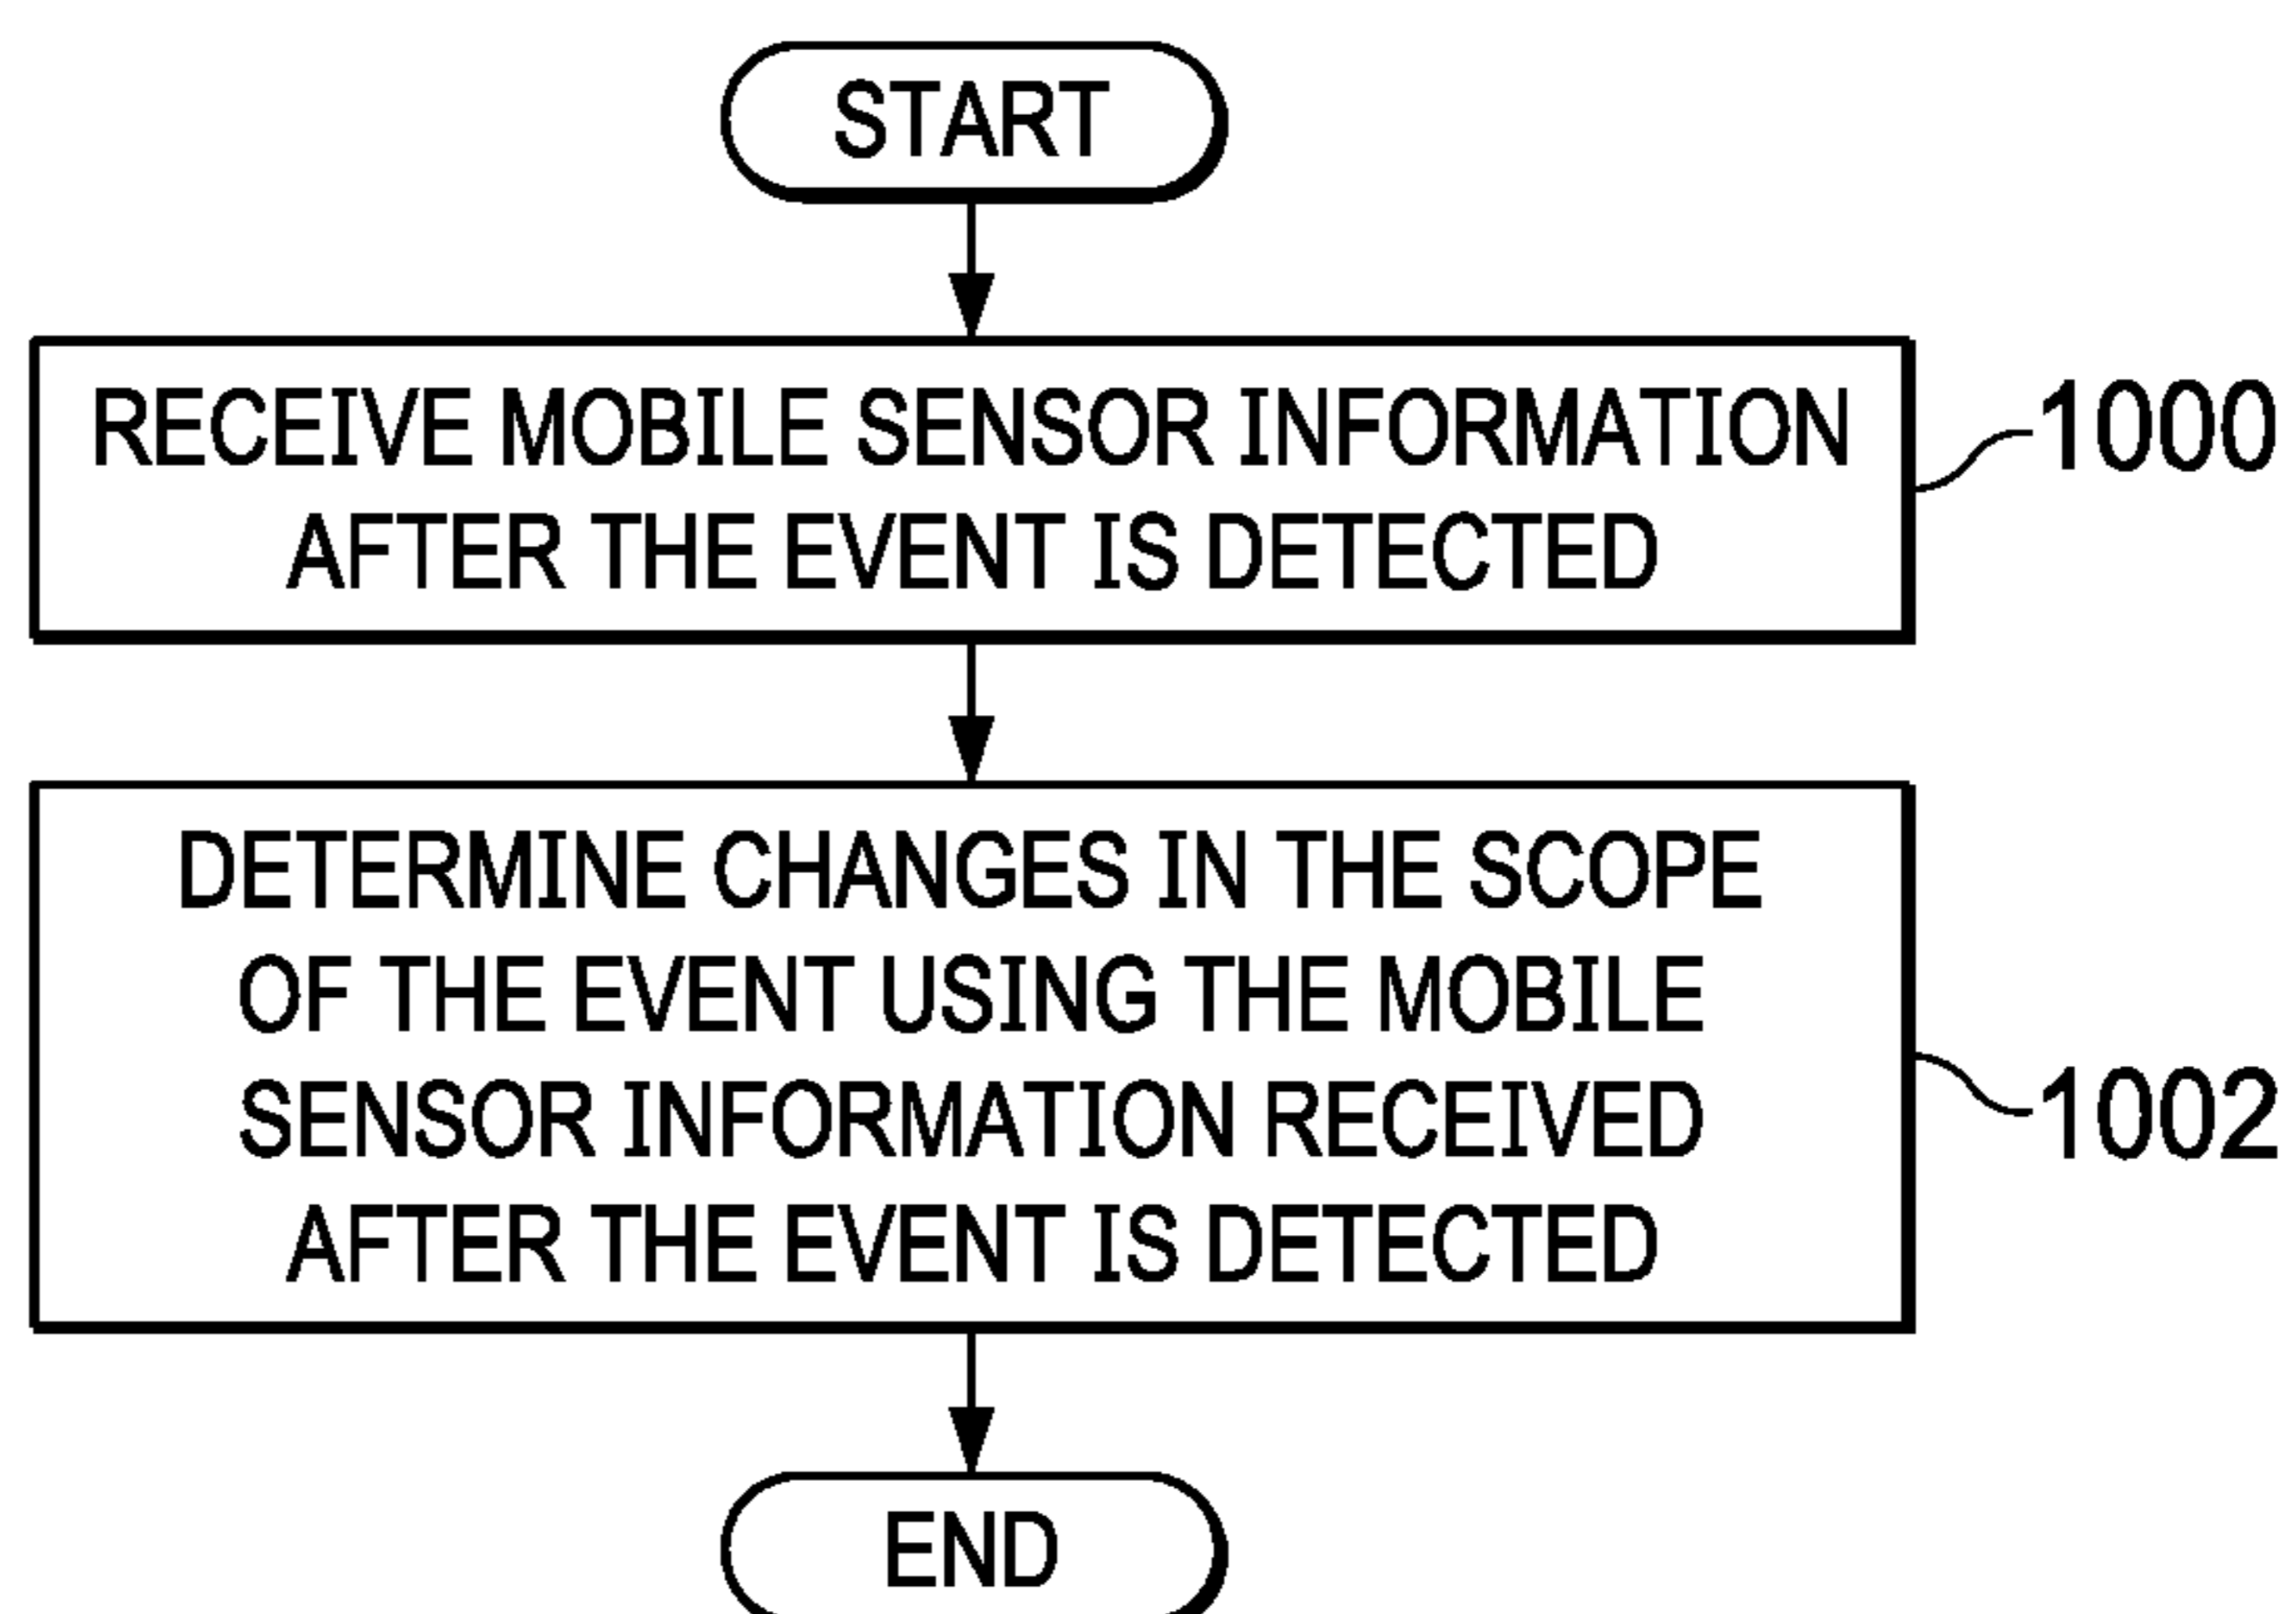 START
RECEIVE MOBILE SENSOR INFORMATION
AFTER THE EVENT IS DETECTED
1000
DETERMINE CHANGES IN THE SCOPE
OF THE EVENT USING THE MOBILE
SENSOR INFORMATION RECEIVED
AFTER THE EVENT IS DETECTED
1002
END